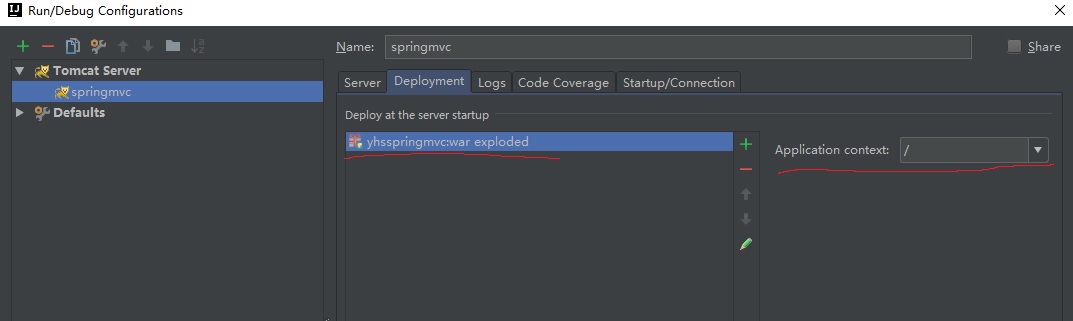 Run/Debug Configurations
Name: springmvc Share
Tomcat Server
springmvc
Defaults
Server Deployment Logs Code Coverage Startup/Connection
Deploy at the server startup
yhsspringmvc:war exploded
Application context: /